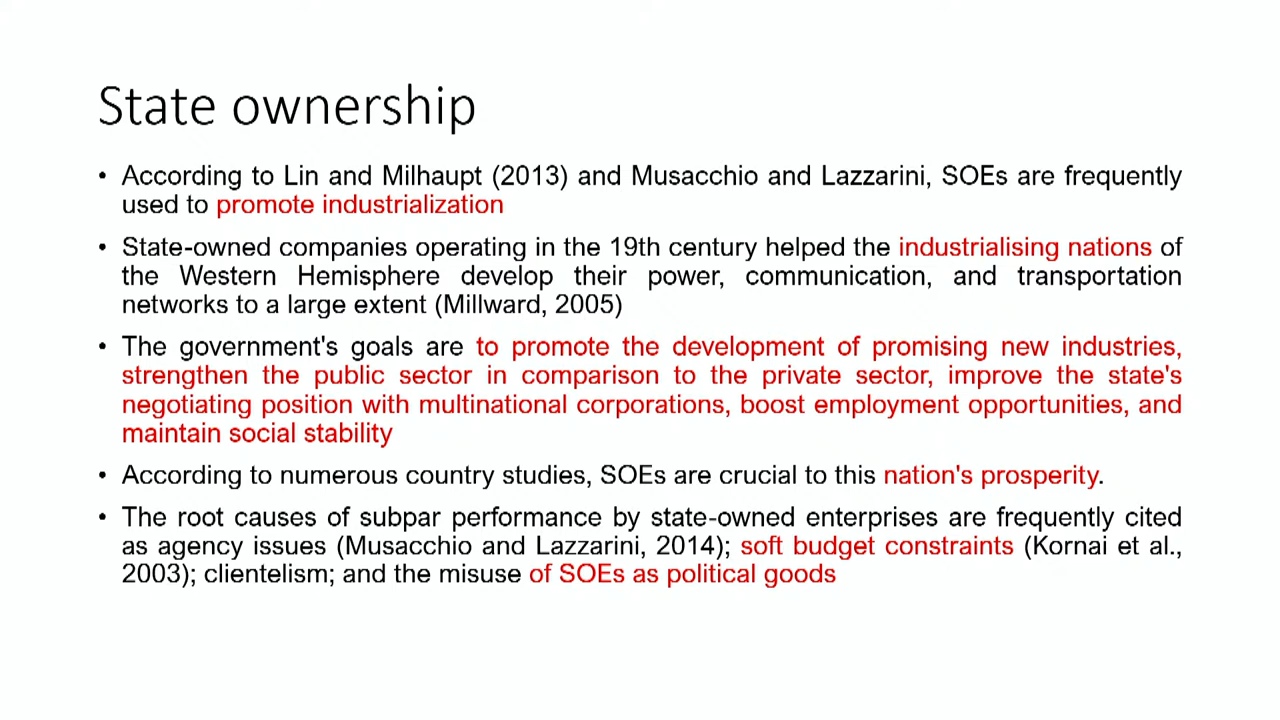 State ownership
• According to Lin and Milhaupt (2013) and Musacchio and Lazzarini, SOEs are frequently
used to promote industrialization
• State-owned companies operating in the 19th century helped the industrialising nations of
the Western Hemisphere develop their power, communication, and transportation
networks to a large extent (Millward, 2005)
• The government's goals are to promote the development of promising new industries,
strengthen the public sector in comparison to the private sector, improve the state's
negotiating position with multinational corporations, boost employment opportunities, and
maintain social stability
• According to numerous country studies, SOEs are crucial to this nation's prosperity.
• The root causes of subpar performance by state-owned enterprises are frequently cited
as agency issues (Musacchio and Lazzarini, 2014); soft budget constraints (Kornai et al.,
2003); clientelism; and the misuse of SOEs as political goods